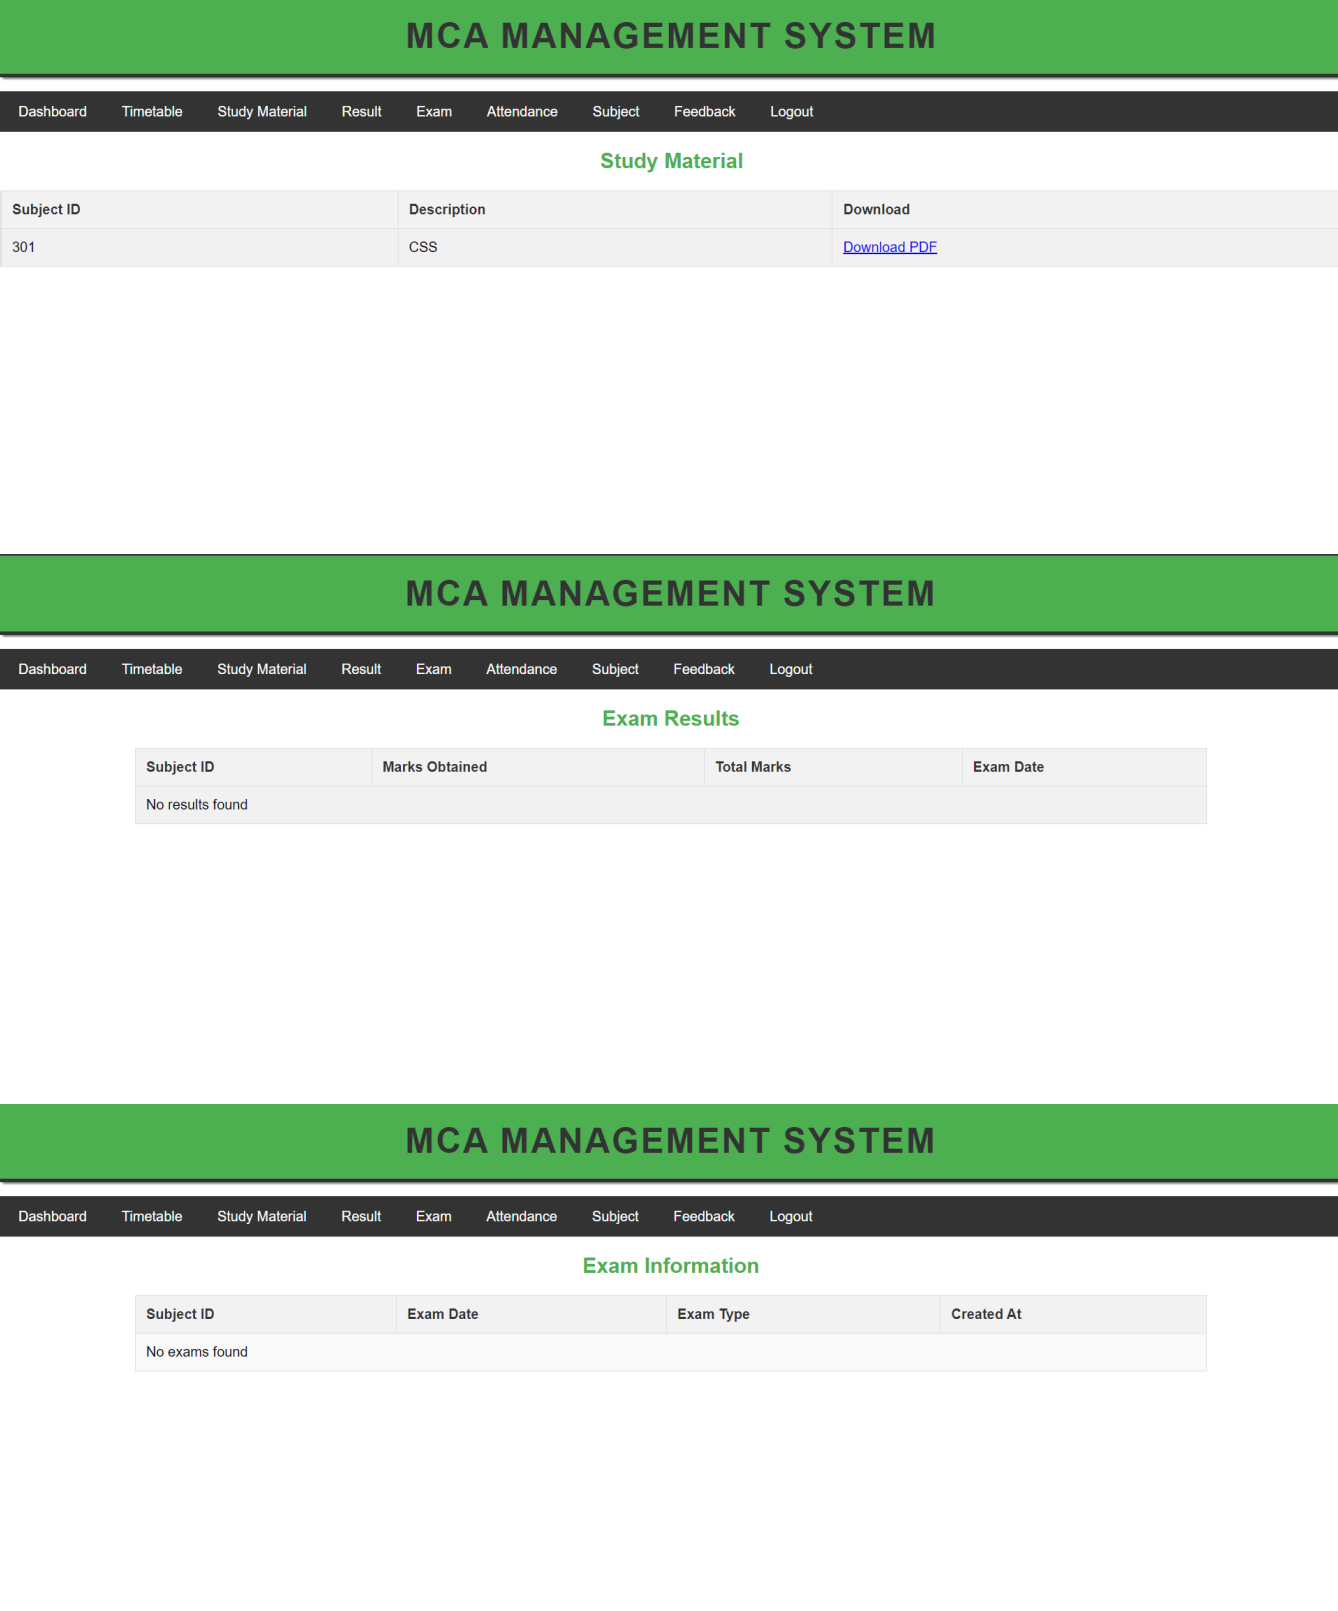 MCA MANAGEMENT SYSTEM
Dashboard Timetable Study Material Result Exam Attendance Subject Feedback Logout
Study Material
Subject ID Description Download
301 CSS Download PDF
MCA MANAGEMENT SYSTEM
Dashboard Timetable Study Material Result Exam Attendance Subject Feedback Logout
Exam Results
Subject ID Marks Obtained Total Marks Exam Date
No results found
MCA MANAGEMENT SYSTEM
Dashboard Timetable Study Material Result Exam Attendance Subject Feedback Logout
Exam Information
Subject ID Exam Date Exam Type Created At
No exams found